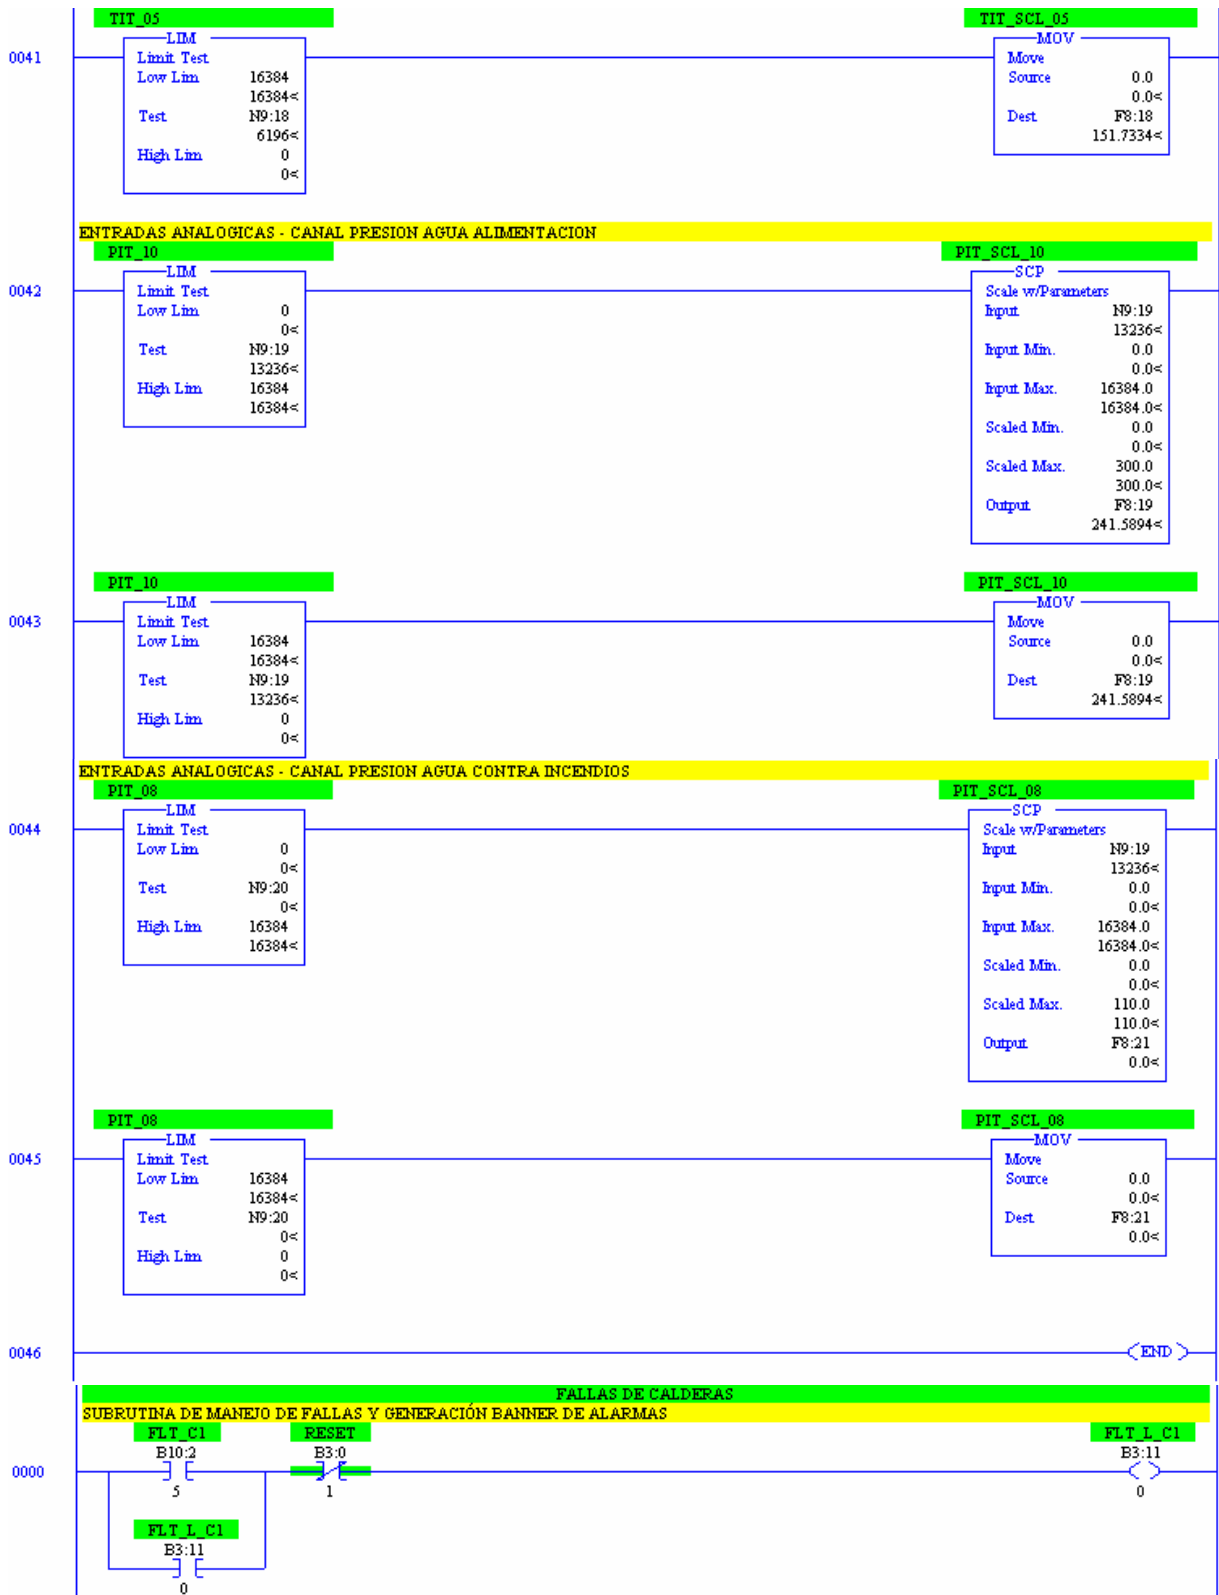 TIT_05 TIT_SCL_05
LIM MOV
0041 Limit Test Move
Low Lim 16384 Source 0.0
16384< 0.0<
Test N9:18 Dest F8:18
6196< 151.7334<
High Lim 0
0<
ENTRADAS ANALOGICAS - CANAL PRESION AGUA ALIMENTACION
PIT_10 PIT_SCL_10
LIM SCP
0042 Limit Test Scale w/Parameters
Low Lim 0 Input N9:19
0< 13236<
Test N9:19 Input Min. 0.0
13236< 0.0<
High Lim 16384 Input Max. 16384.0
16384< 16384.0<
Scaled Min. 0.0
0.0<
Scaled Max. 300.0
300.0<
Output F8:19
241.5894<
PIT_10 PIT_SCL_10
LIM MOV
0043 Limit Test Move
Low Lim 16384 Source 0.0
16384< 0.0<
Test N9:19 Dest F8:19
13236< 241.5894<
High Lim 0
0<
ENTRADAS ANALOGICAS - CANAL PRESION AGUA CONTRA INCENDIOS
PIT_08 PIT_SCL_08
LIM SCP
0044 Limit Test Scale w/Parameters
Low Lim 0 Input N9:19
0< 13236<
Test N9:20 Input Min. 0.0
0< 0.0<
High Lim 16384 Input Max. 16384.0
16384< 16384.0<
Scaled Min. 0.0
0.0<
Scaled Max. 110.0
110.0<
Output F8:21
0.0<
PIT_08 PIT_SCL_08
LIM MOV
0045 Limit Test Move
Low Lim 16384 Source 0.0
16384< 0.0<
Test N9:20 Dest F8:21
0< 0.0<
High Lim 0
0<
0046 END
FALLAS DE CALDERAS
SUBRUTINA DE MANEJO DE FALLAS Y GENERACIÓN BANNER DE ALARMAS
FLT_C1 RESET FLT_L_C1
B10:2 B3:0 B3:11
0000
5 1 0
FLT_L_C1
B3:11
0